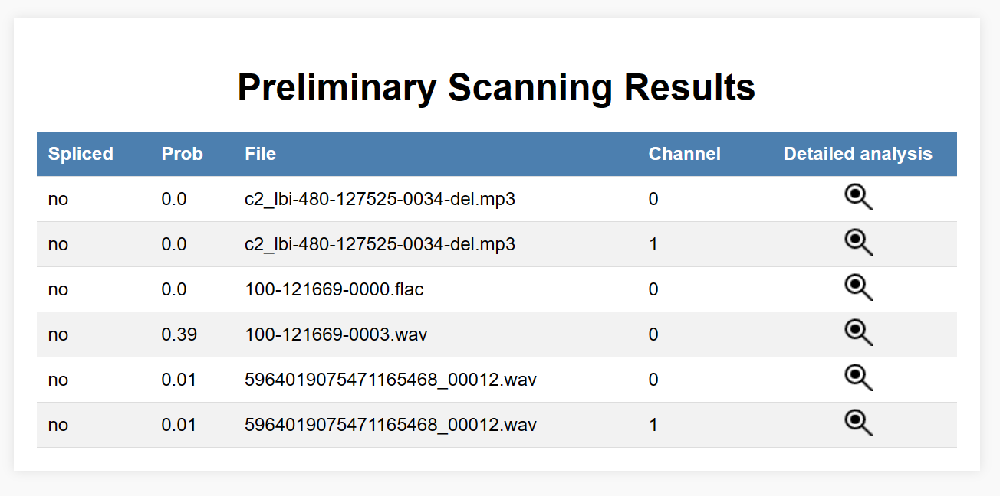 Preliminary Scanning Results
Spliced Prob File Channel Detailed analysis
no 0.0 c2_lbi-480-127525-0034-del.mp3 0
no 0.0 c2_lbi-480-127525-0034-del.mp3 1
no 0.0 100-121669-0000.flac 0
no 0.39 100-121669-0003.wav 0
no 0.01 5964019075471165468_00012.wav 0
no 0.01 5964019075471165468_00012.wav 1